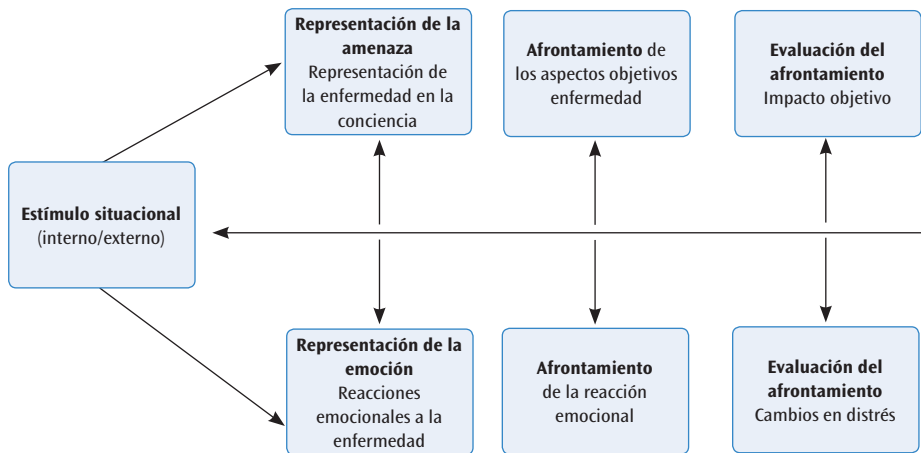 Representación de la
amenaza
Representación de
la enfermedad en la
conciencia
Afrontamiento de
los aspectos objetivos
enfermedad
Evaluación del
afrontamiento
Impacto objetivo
Estímulo situacional
(interno/externo)
Representación de la
emoción
Reacciones
emocionales a la
enfermedad
Afrontamiento
de la reacción
emocional
Evaluación del
afrontamiento
Cambios en distrés